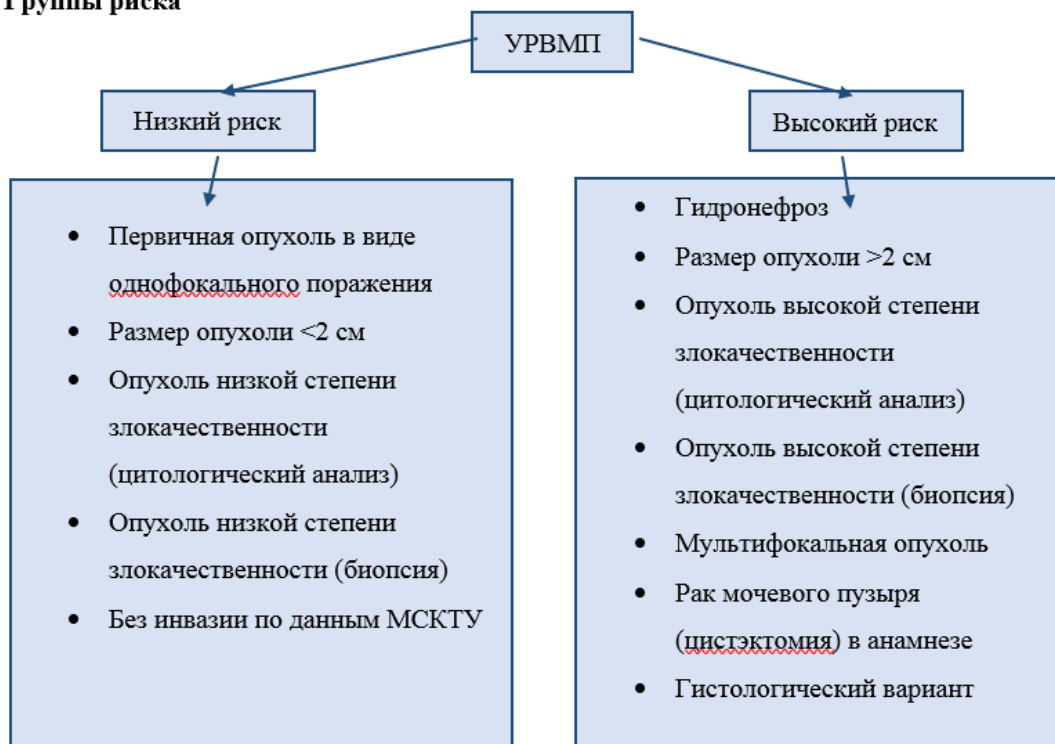 Группы риска
УРВМП
Низкий риск
Высокий риск
• Первичная опухоль в виде
однофокального поражения
• Размер опухоли <2 см
• Опухоль низкой степени
злокачественности
(цитологический анализ)
• Опухоль низкой степени
злокачественности (биопсия)
• Без инвазии по данным МСКТУ
• Гидронефроз
• Размер опухоли >2 см
• Опухоль высокой степени
злокачественности
(цитологический анализ)
• Опухоль высокой степени
злокачественности (биопсия)
• Мультифокальная опухоль
• Рак мочевого пузыря
(цистэктомия) в анамнезе
• Гистологический вариант